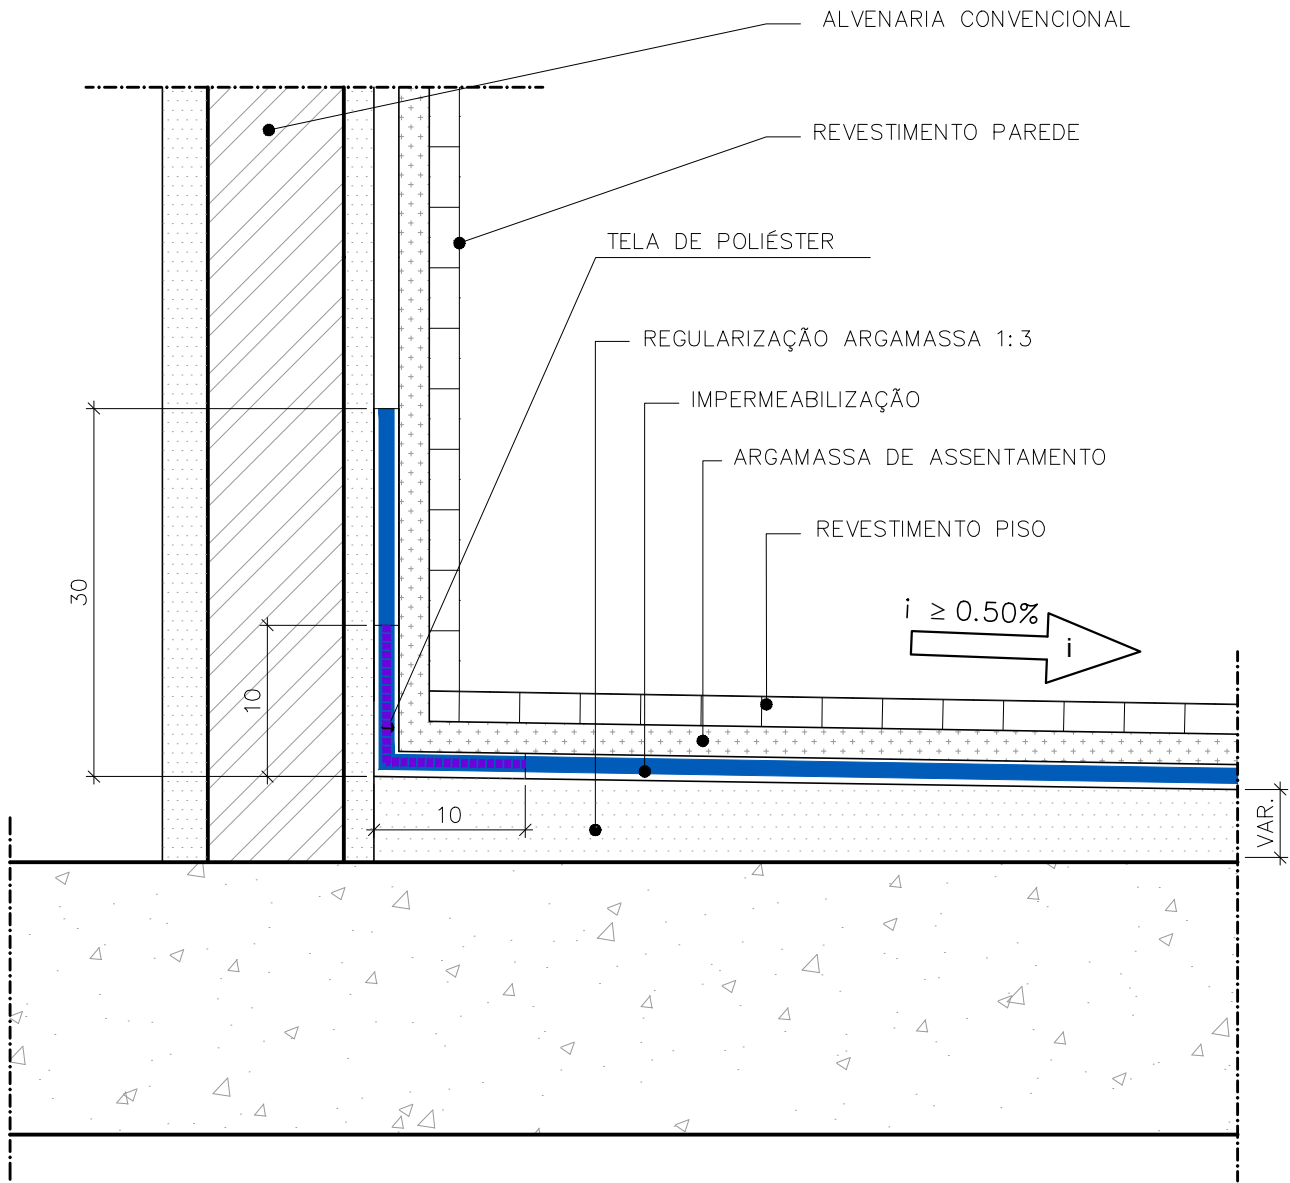 ALVENARIA CONVENCIONAL
REVESTIMENTO PAREDE
TELA DE POLIÉSTER
REGULARIZAÇÃO ARGAMASSA 1:3
IMPERMEABILIZAÇÃO
ARGAMASSA DE ASSENTAMENTO
REVESTIMENTO PISO
i ≥ 0.50%
i
30
10
10
VAR.